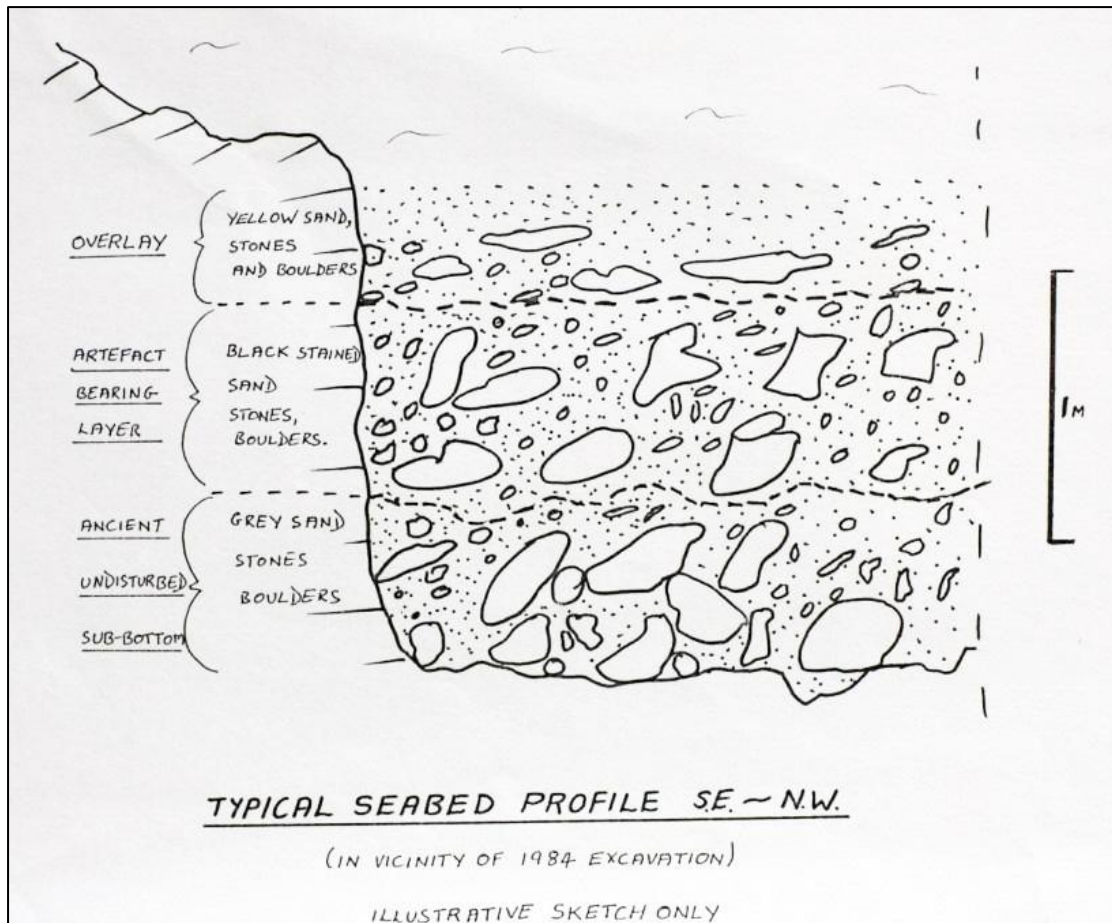 OVERLAY
YELLOW SAND,
STONES
AND BOULDERS
ARTEFACT
BEARING
LAYER
BLACK STAINED
SAND
STONES,
BOULDERS.
ANCIENT
UNDISTURBED
SUB-BOTTOM
GREY SAND
STONES
BOULDERS
1M
TYPICAL SEABED PROFILE S.E. ~ N.W.
(IN VICINITY OF 1984 EXCAVATION)
ILLUSTRATIVE SKETCH ONLY